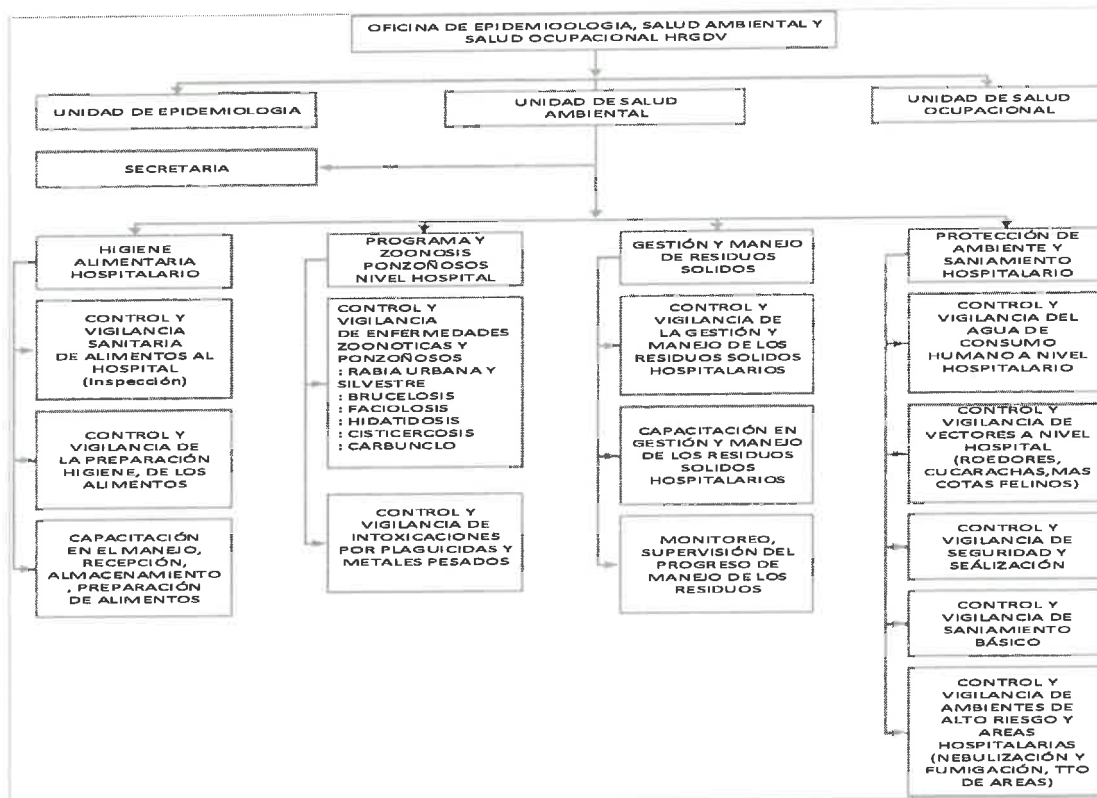 OFICINA DE EPIDEMIOOLOGIA, SALUD AMBIENTAL Y
SALUD OCUPACIONAL HRGDV
UNIDAD DE EPIDEMIOLOGIA
UNIDAD DE SALUD
AMBIENTAL
UNIDAD DE SALUD
OCUPACIONAL
SECRETARIA
HIGIENE
ALIMENTARIA
HOSPITALARIO
CONTROL Y
VIGILANCIA
SANITARIA
DE ALIMENTOS AL
HOSPITAL
(Inspección)
CONTROL Y
VIGILANCIA DE
LA PREPARACIÓN
HIGIENE, DE LOS
ALIMENTOS
CAPACITACIÓN
EN EL MANEJO,
RECEPCIÓN,
ALMACENAMIENTO
, PREPARACIÓN
DE ALIMENTOS
PROGRAMA Y
ZOONOSIS
PONZOÑOSOS
NIVEL HOSPITAL
CONTROL Y
VIGILANCIA
DE ENFERMEDADES
ZOONOTICAS Y
PONZOÑOSOS
: RABIA URBANA Y
SILVESTRE
: BRUCELOSIS
: FACIOLOSIS
: HIDATIDOSIS
: CISTICERCOSIS
: CARBUNCLO
CONTROL Y
VIGILANCIA DE
INTOXICACIONES
POR PLAGUICIDAS Y
METALES PESADOS
GESTIÓN Y MANEJO
DE RESIDUOS
SOLIDOS
CONTROL Y
VIGILANCIA DE
LA GESTIÓN Y
MANEJO DE LOS
RESIDUOS SOLIDOS
HOSPITALARIOS
CAPACITACIÓN EN
GESTIÓN Y MANEJO
DE LOS RESIDUOS
SOLIDOS
HOSPITALARIOS
MONITOREO,
SUPERVISIÓN DEL
PROGRESO DE
MANEJO DE LOS
RESIDUOS
PROTECCIÓN DE
AMBIENTE Y
SANIAMIENTO
HOSPITALARIO
CONTROL Y
VIGILANCIA DEL
AGUA DE
CONSUMO
HUMANO A NIVEL
HOSPITALARIO
CONTROL Y
VIGILANCIA DE
VECTORES A NIVEL
HOSPITAL
(ROEDORES,
CUCARACHAS,MAS
COTAS FELINOS)
CONTROL Y
VIGILANCIA DE
SEGURIDAD Y
SEÁLIZACIÓN
CONTROL Y
VIGILANCIA DE
SANIAMIENTO
BÁSICO
CONTROL Y
VIGILANCIA DE
AMBIENTES DE
ALTO RIESGO Y
AREAS
HOSPITALARIAS
(NEBULIZACIÓN Y
FUMIGACIÓN, TTO
DE AREAS)